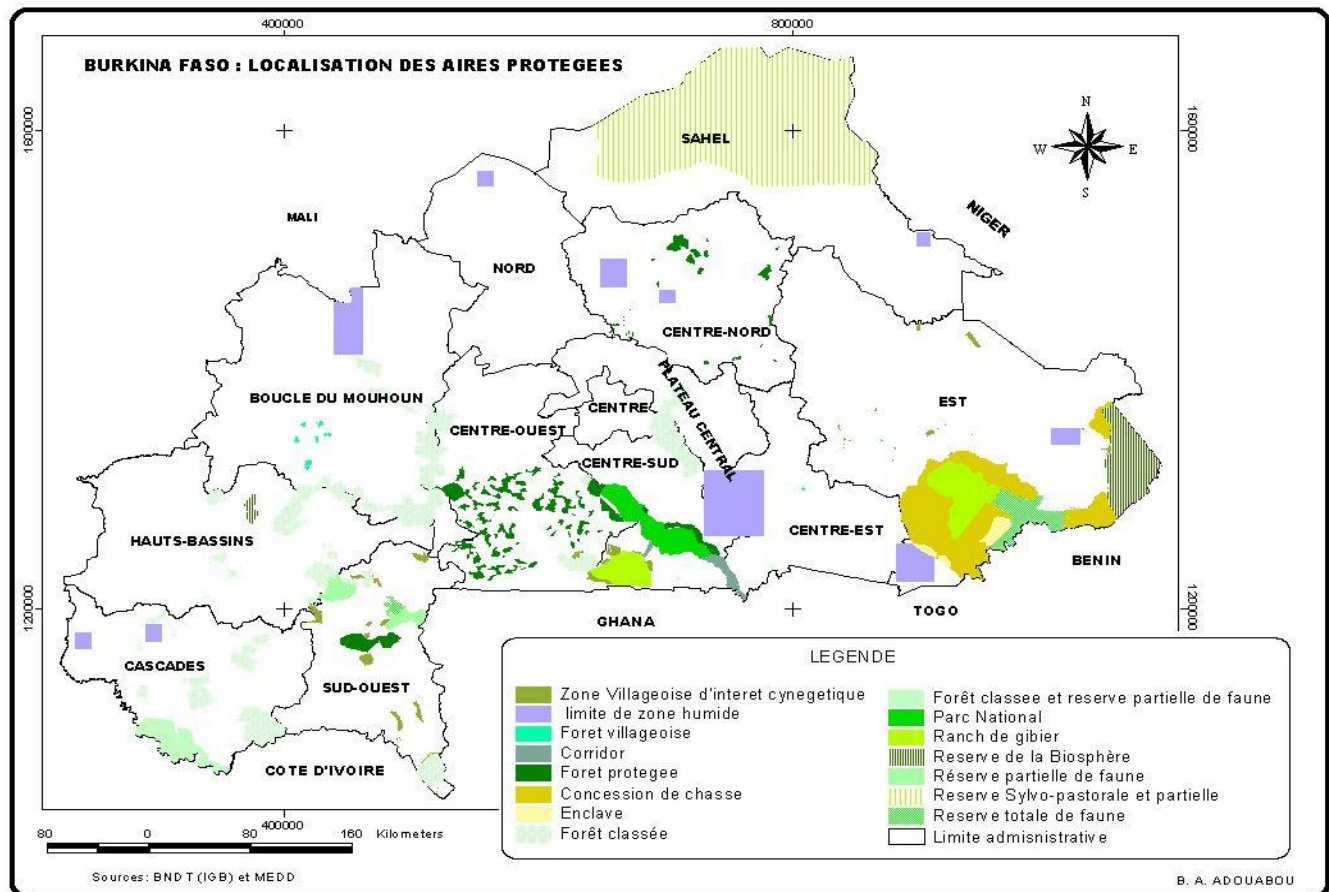 400000
800000
BURKINA FASO : LOCALISATION DES AIRES PROTEGEES
1600000
1600000
N
W
E
S
SAHEL
MALI
NIGER
NORD
CENTRE-NORD
PLATEAU CENTRAL
BOUCLE DU MOUHOUN
EST
CENTRE
CENTRE-OUEST
CENTRE-SUD
CENTRE-EST
HAUTS-BASSINS
BENIN
1200000
1200000
TOGO
GHANA
CASCADES
SUD-OUEST
COTE D'IVOIRE
LEGENDE
Zone Villageoise d'interet cynegetique
limite de zone humide
Foret villageoise
Corridor
Foret protegee
Concession de chasse
Enclave
Forêt classée
Forêt classee et reserve partielle de faune
Parc National
Ranch de gibier
Reserve de la Biosphère
Réserve partielle de faune
Reserve Sylvo-pastorale et partielle
Reserve totale de faune
Limite admisnistrative
400000
80 0 80 160 Kilometers
Sources: BNDT (IGB) et MEDD
B. A. ADOUABOU